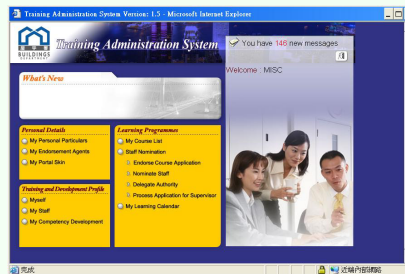 Training Administration System Version: 1.5 - Microsoft Internet Explorer
BUILDINGS
Training Administration System
You have 146 new messages
Welcome : MISC
What's New
Personal Details
My Personal Particulars
My Endorsement Agents
My Portal Skin
Training and Development Profile
Myself
My Staff
My Competency Development
Learning Programmes
My Course List
Staff Nomination
Endorse Course Application
Nominate Staff
Delegate Authority
Process Application for Supervisor
My Learning Calendar
完成
近端內部網路